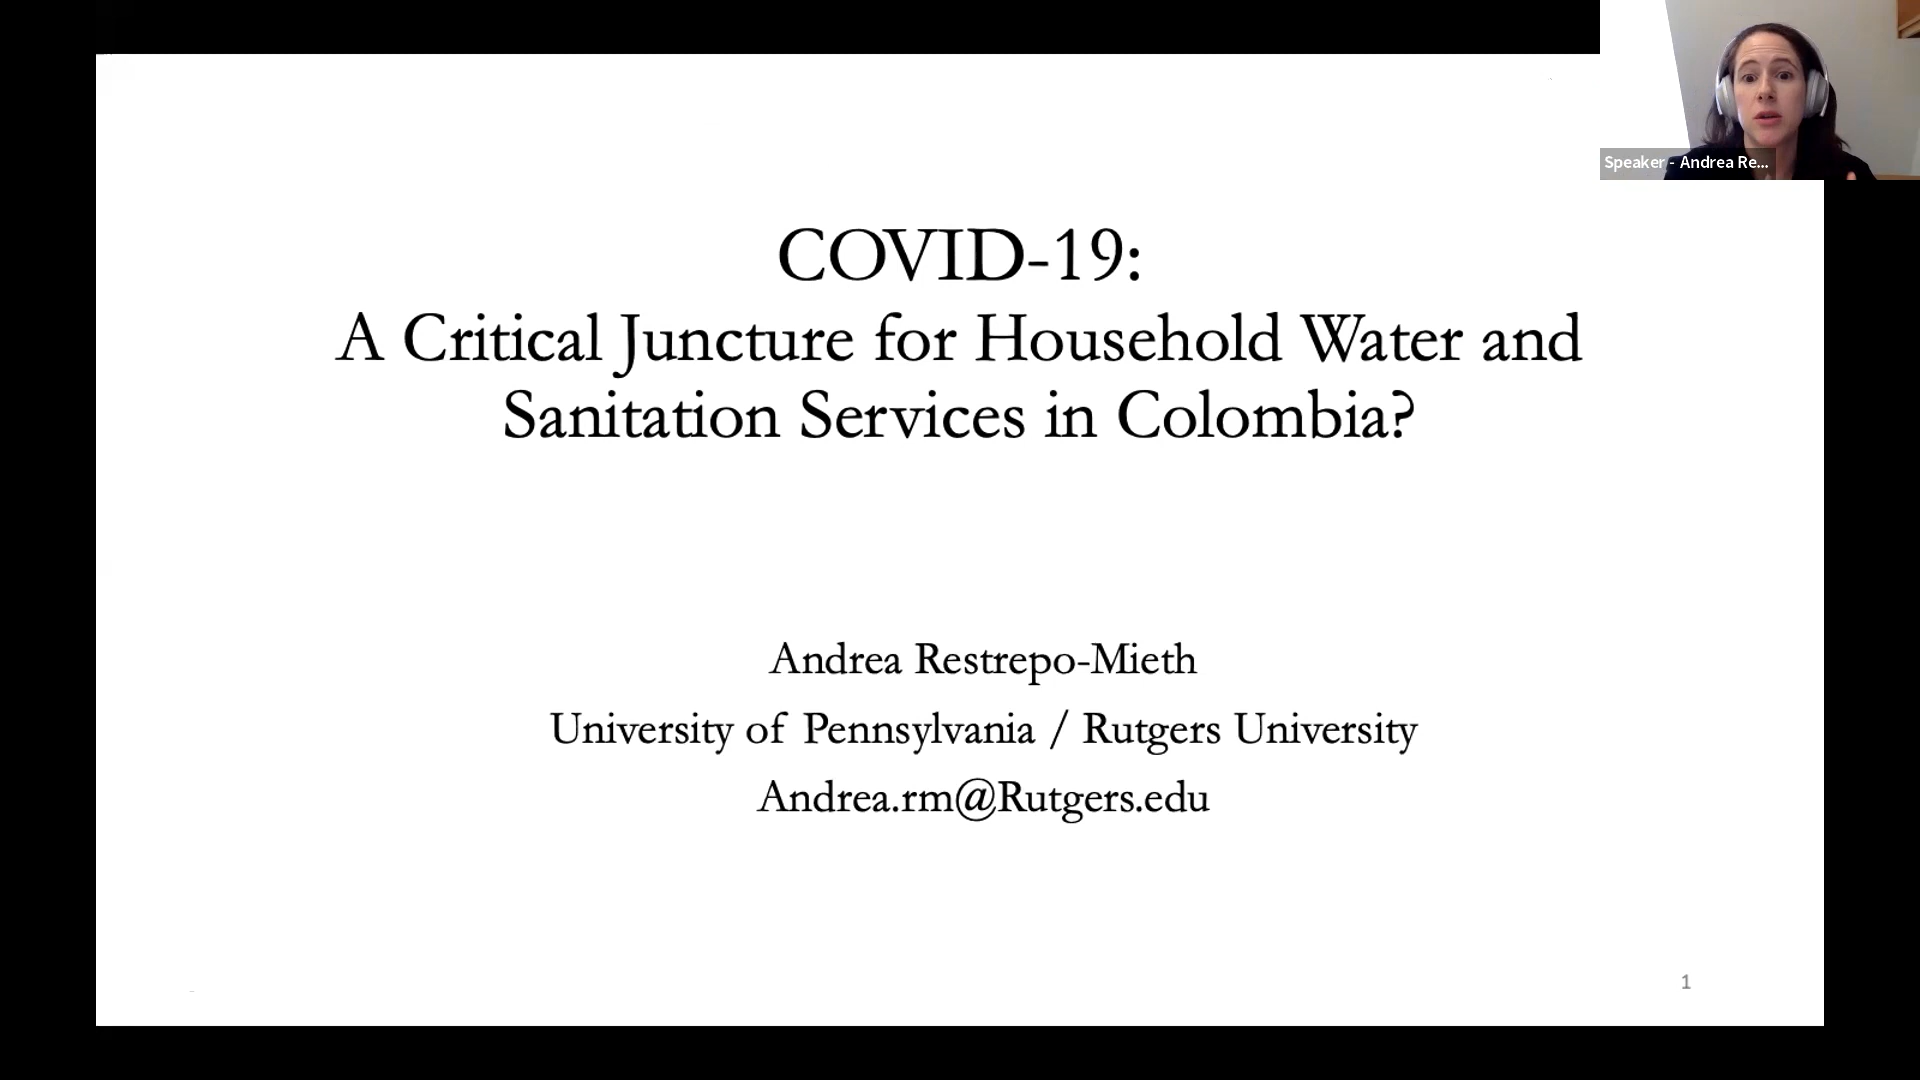 Speaker - Andrea Re...
COVID-19:
A Critical Juncture for Household Water and
Sanitation Services in Colombia?
Andrea Restrepo-Mieth
University of Pennsylvania / Rutgers University
Andrea.rm@Rutgers.edu
1